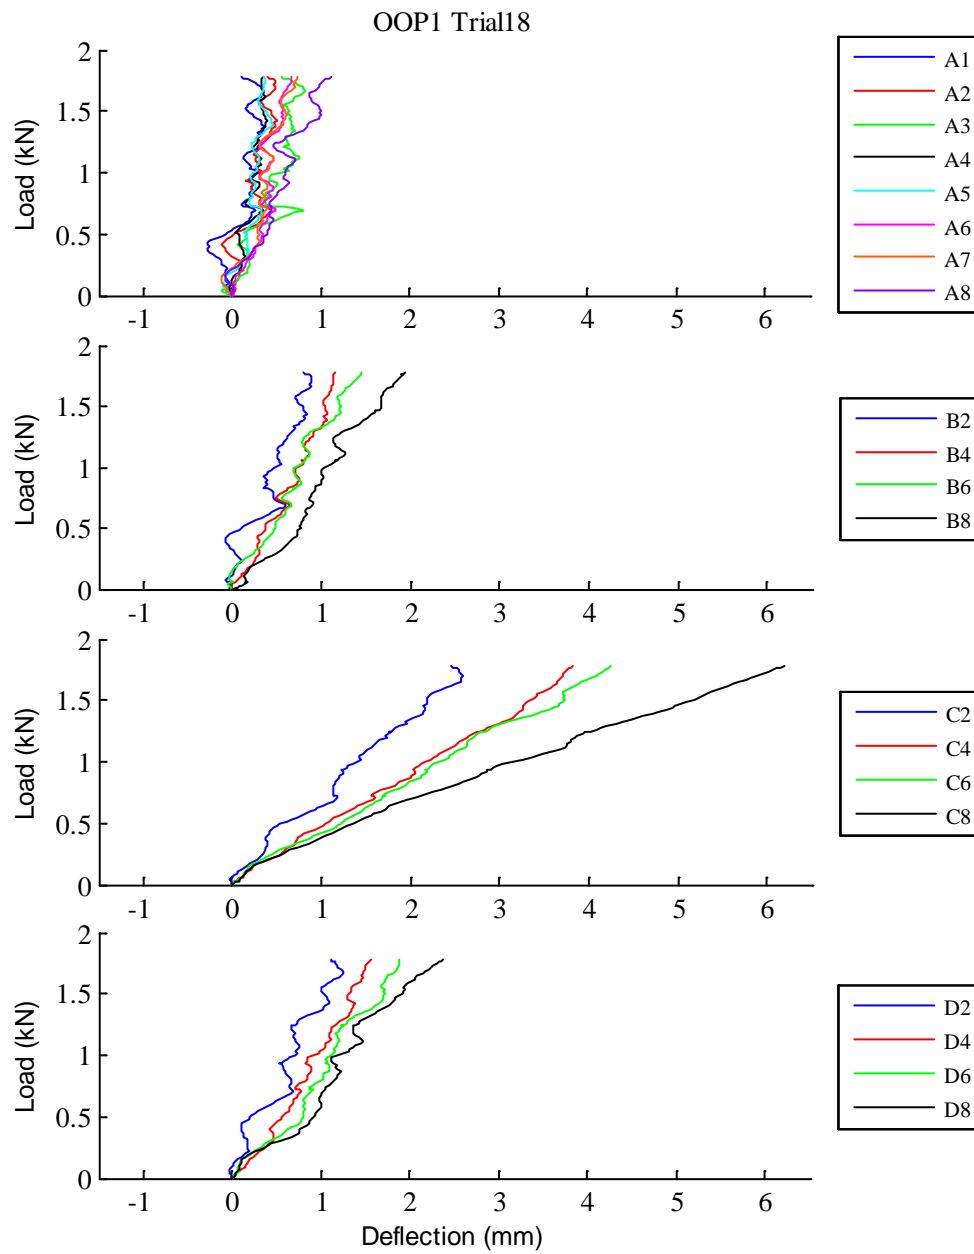 OOP1 Trial18
2
1.5
1
0.5
0
Load (kN)
-1 0 1 2 3 4 5 6
A1
A2
A3
A4
A5
A6
A7
A8
2
1.5
1
0.5
0
Load (kN)
-1 0 1 2 3 4 5 6
B2
B4
B6
B8
2
1.5
1
0.5
0
Load (kN)
-1 0 1 2 3 4 5 6
C2
C4
C6
C8
2
1.5
1
0.5
0
Load (kN)
-1 0 1 2 3 4 5 6
Deflection (mm)
D2
D4
D6
D8